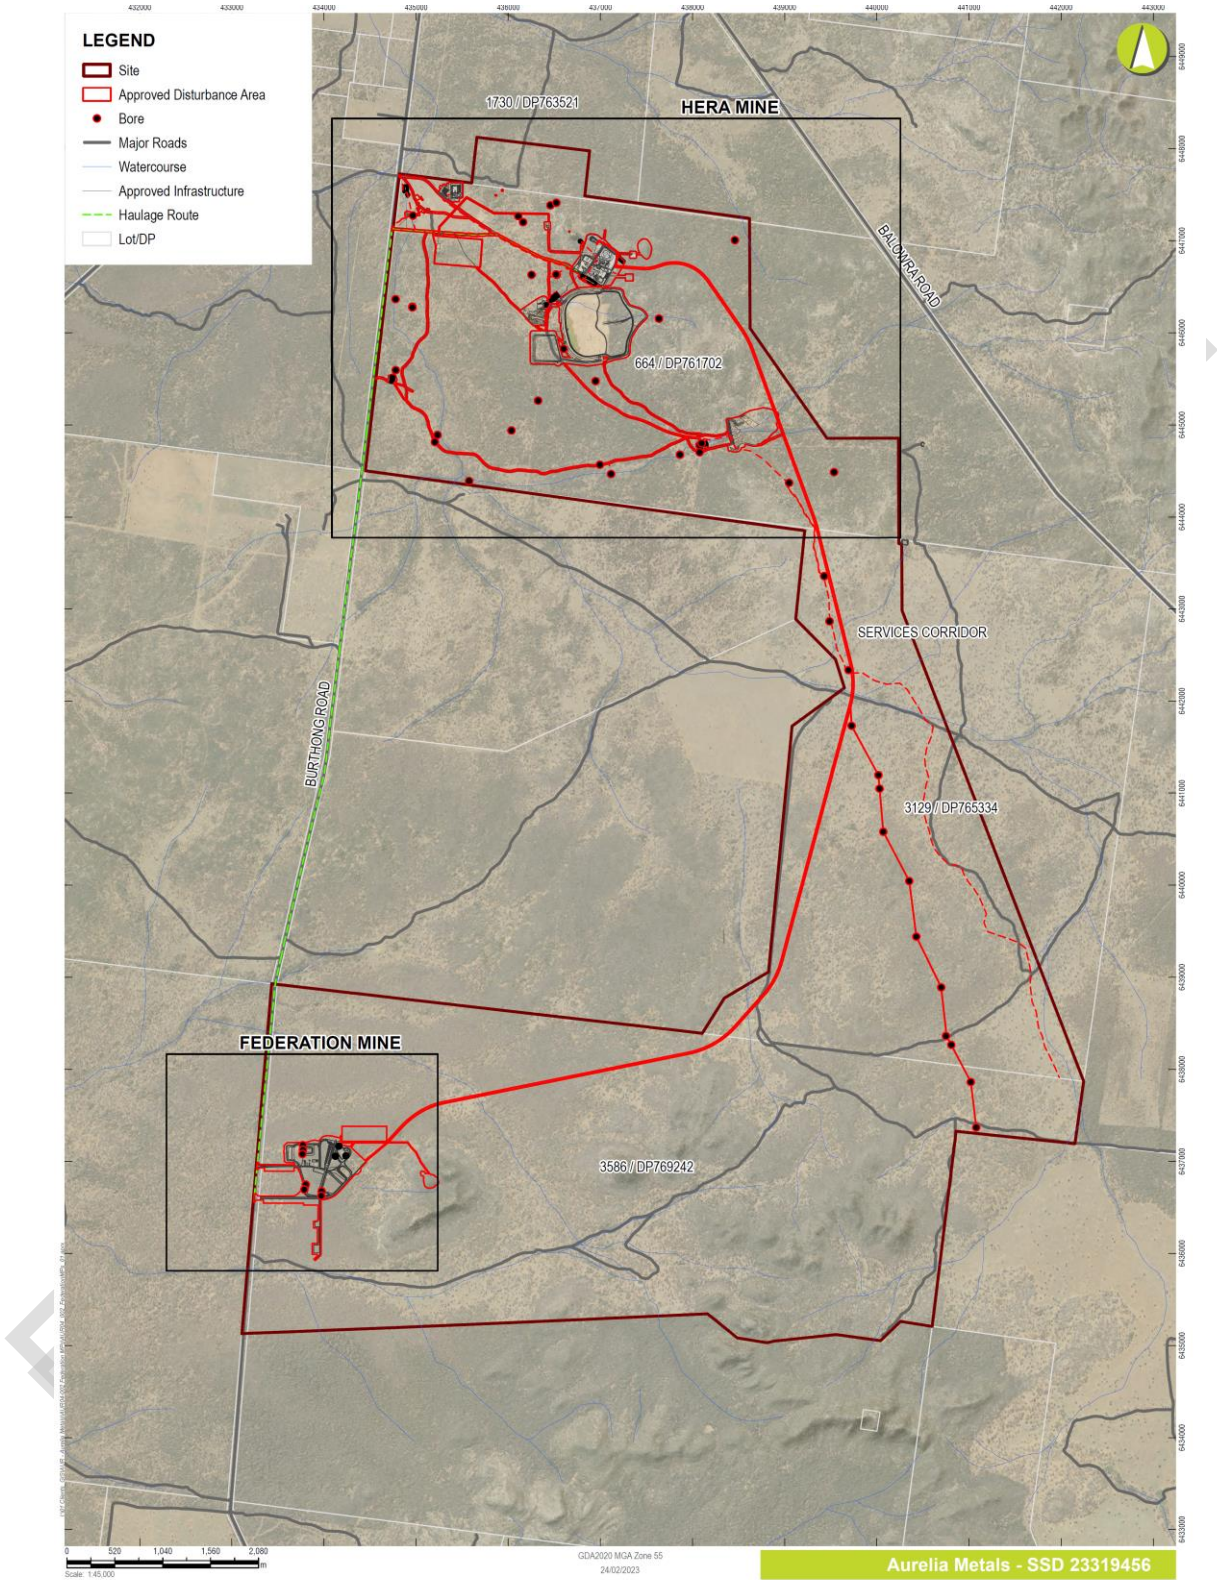 432000 433000 434000 435000 436000 437000 438000 439000 440000 441000 442000 443000
LEGEND
Site
Approved Disturbance Area
Bore
Major Roads
Watercourse
Approved Infrastructure
Haulage Route
Lot/DP
1730 / DP763521
HERA MINE
BALOWRA ROAD
664 / DP761702
SERVICES CORRIDOR
BURTHONG ROAD
3129 / DP765334
FEDERATION MINE
3586 / DP769242
6449000
6448000
6447000
6446000
6445000
6444000
6443000
6442000
6441000
6440000
6439000
6438000
6437000
6436000
6435000
6434000
6433000
0 520 1,040 1,560 2,080
m
Scale: 1:45,000
GDA2020 MGA Zone 55
24/02/2023
Aurelia Metals - SSD 23319456